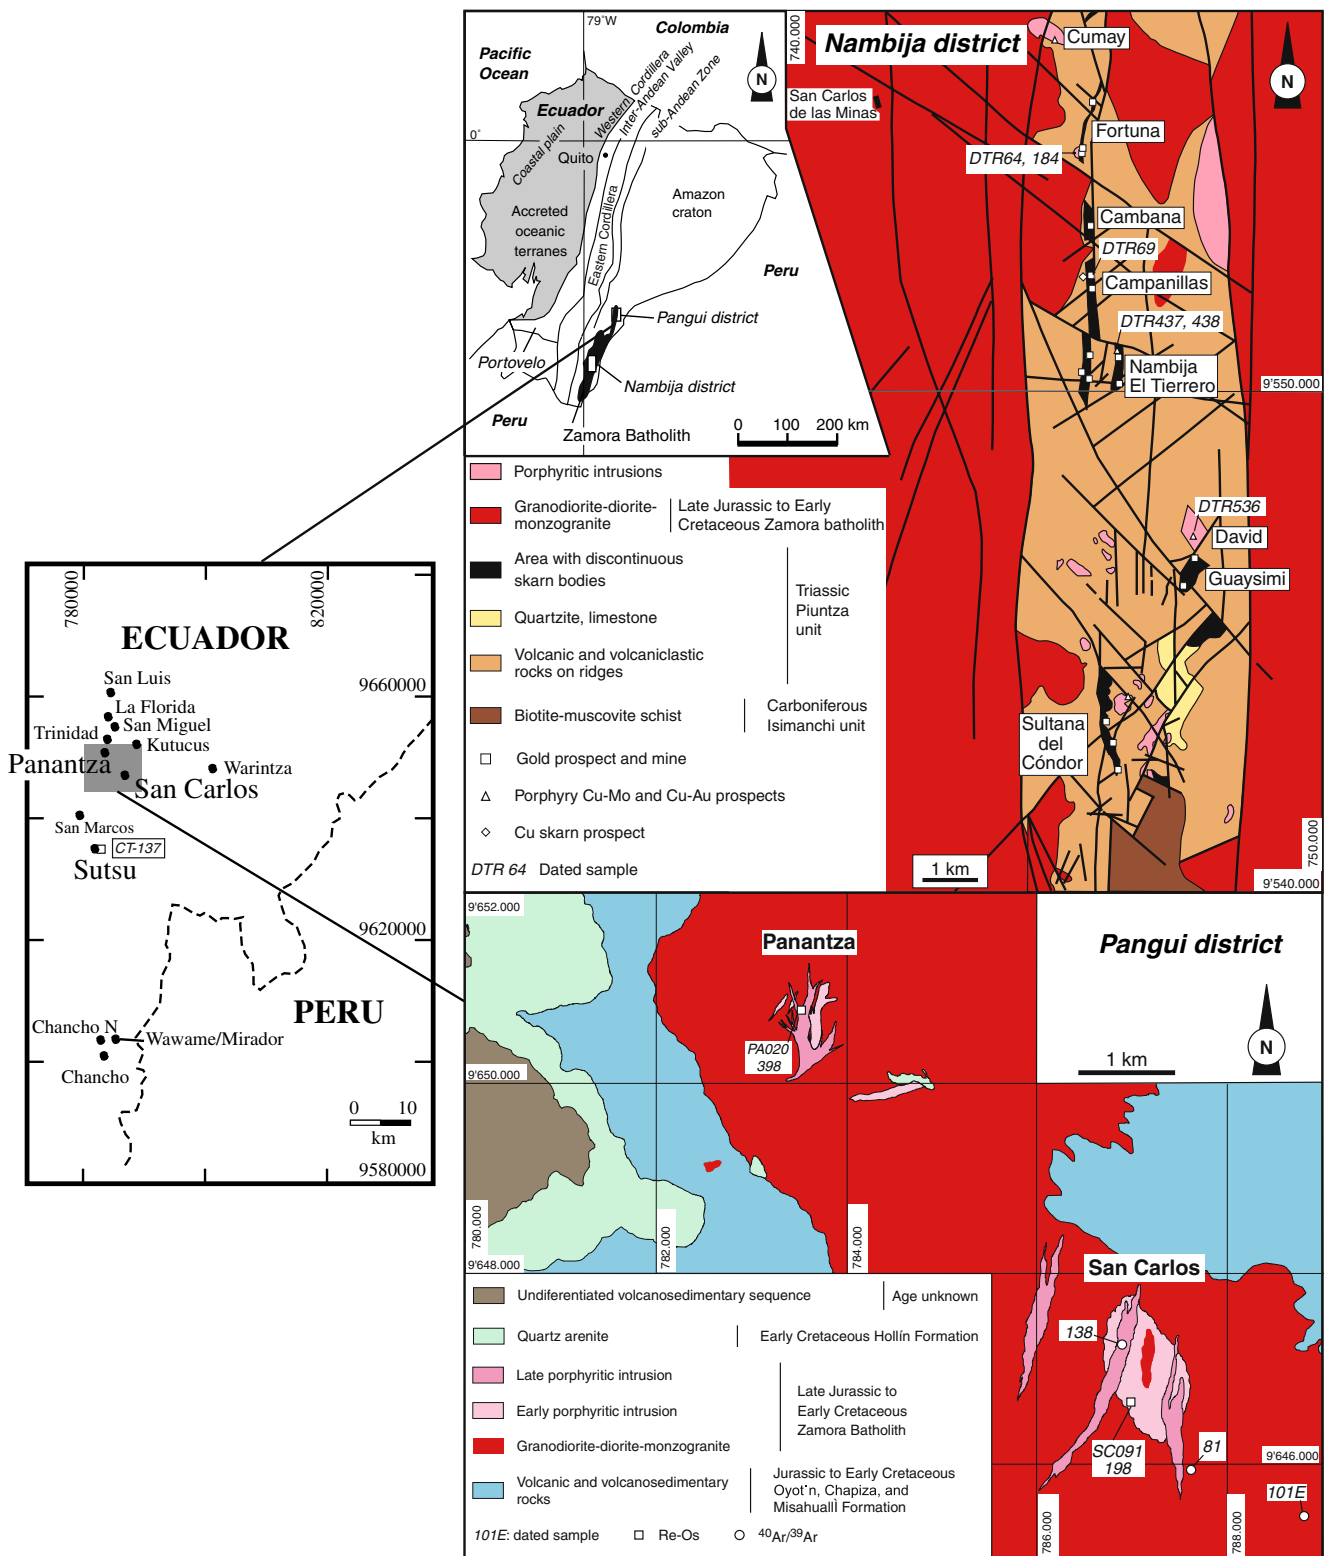 79°W
Colombia
Pacific
Ocean
N
Western Cordillera
Inter-Andean Valley
sub-Andean Zone
Ecuador
Coastal plain
0°
Quito
Amazon
craton
Accreted
oceanic
terranes
Eastern Cordillera
Peru
Pangui district
Portovelo
Nambija district
Peru
Zamora Batholith
0 100 200 km
740.000
Nambija district
Cumay
N
San Carlos
de las Minas
Fortuna
DTR64, 184
Cambana
DTR69
Campanillas
DTR437, 438
Nambija
El Tierrero
9'550.000
DTR536
David
Guaysimi
Sultana
del
Cóndor
1 km
750.000
9'540.000
Porphyritic intrusions
Granodiorite-diorite-
monzogranite
Late Jurassic to Early
Cretaceous Zamora batholith
Area with discontinuous
skarn bodies
Quartzite, limestone
Triassic
Piuntza
unit
Volcanic and volcaniclastic
rocks on ridges
Biotite-muscovite schist
Carboniferous
Isimanchi unit
Gold prospect and mine
Porphyry Cu-Mo and Cu-Au prospects
Cu skarn prospect
DTR 64 Dated sample
780000
820000
ECUADOR
San Luis
9660000
La Florida
San Miguel
Trinidad
Kutucus
Panantza
Warintza
San Carlos
San Marcos
CT-137
Sutsu
9620000
PERU
Chancho N
Wawame/Mirador
Chancho
0 10
km
9580000
9'652.000
Panantza
Pangui district
PA020
398
N
1 km
9'650.000
780.000
782.000
784.000
9'648.000
San Carlos
138
SC091
198
81
9'646.000
101E
786.000
788.000
Undiferentiated volcanosedimentary sequence
Age unknown
Quartz arenite
Early Cretaceous Hollín Formation
Late porphyritic intrusion
Early porphyritic intrusion
Late Jurassic to
Early Cretaceous
Zamora Batholith
Granodiorite-diorite-monzogranite
Volcanic and volcanosedimentary
rocks
Jurassic to Early Cretaceous
Oyot·n, Chapiza, and
Misahuallì Formation
101E: dated sample
Re-Os
⁴⁰Ar/³⁹Ar